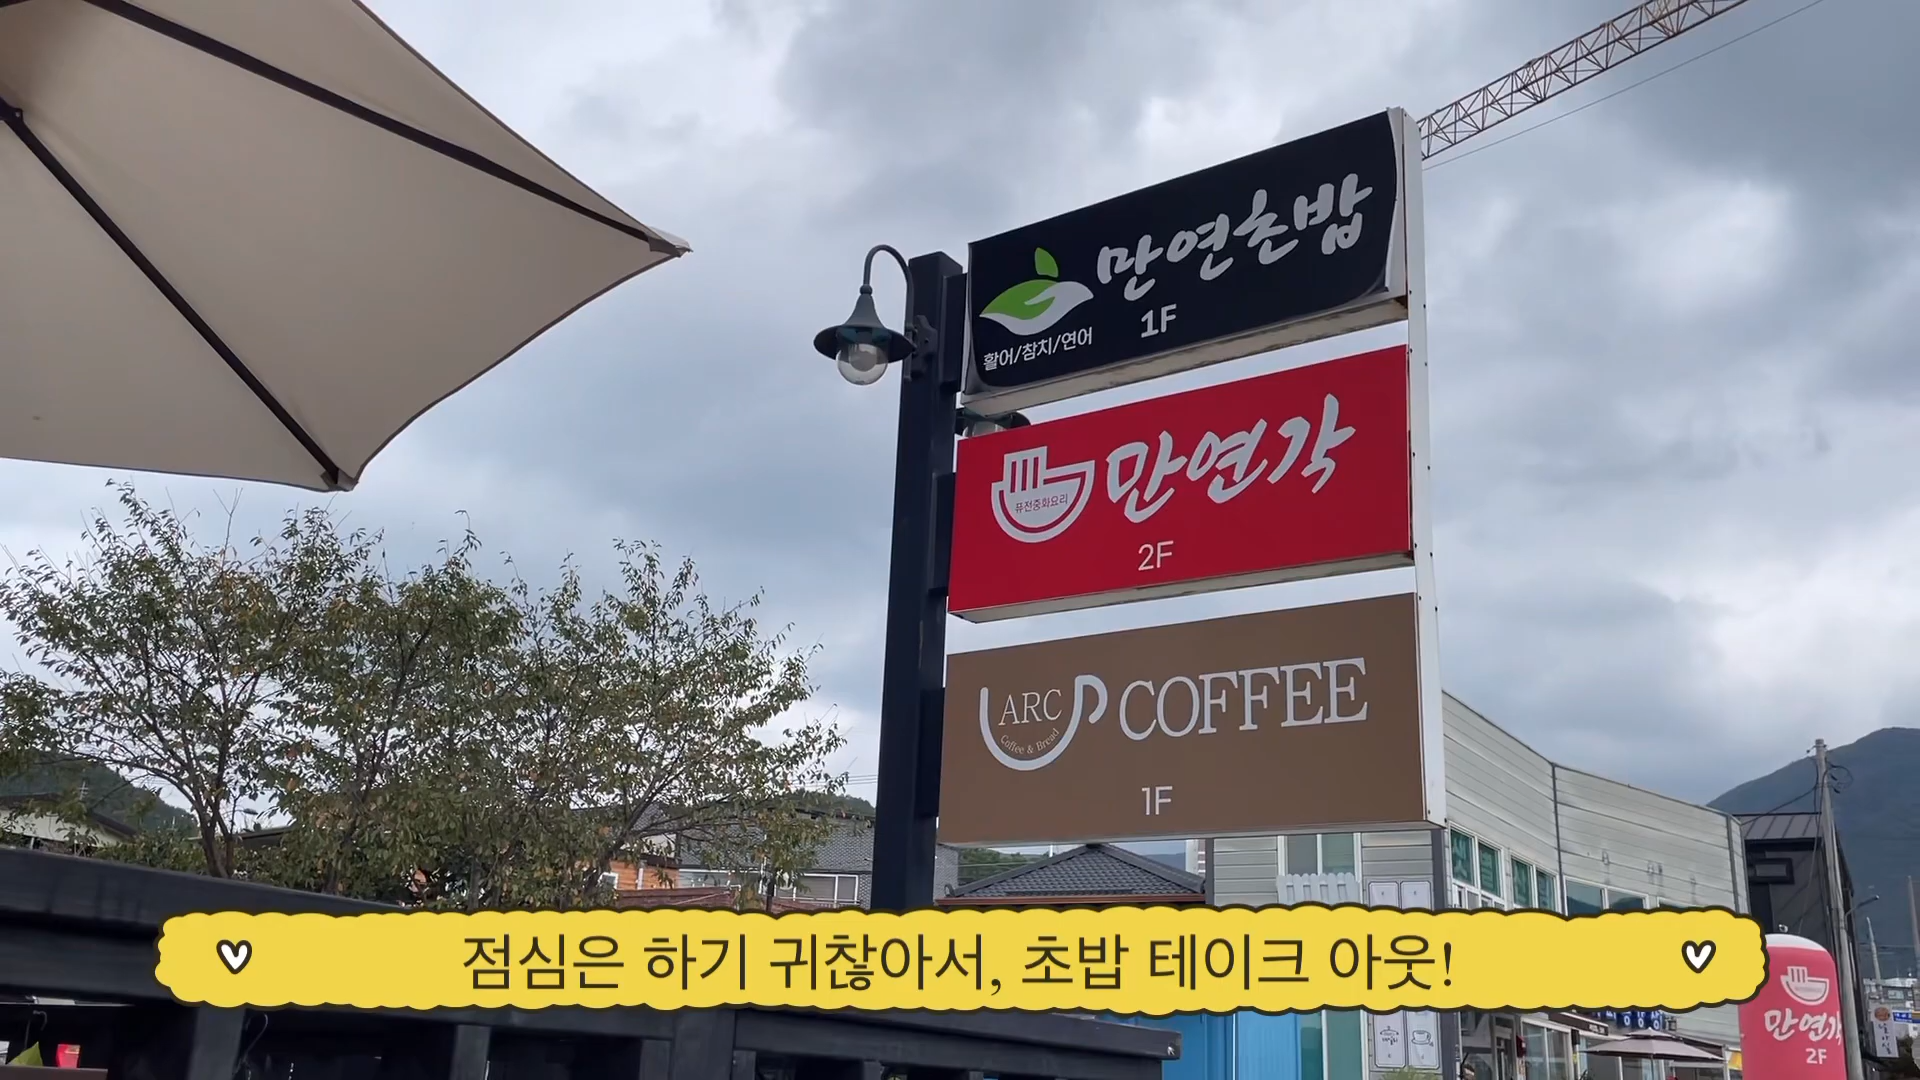 만연초밥
1F
활어/참치/연어
만연각
퓨전중화요리
2F
ARC
Coffee & Bread
COFFEE
1F
점심은 하기 귀찮아서, 초밥 테이크 아웃!
만연각
2F